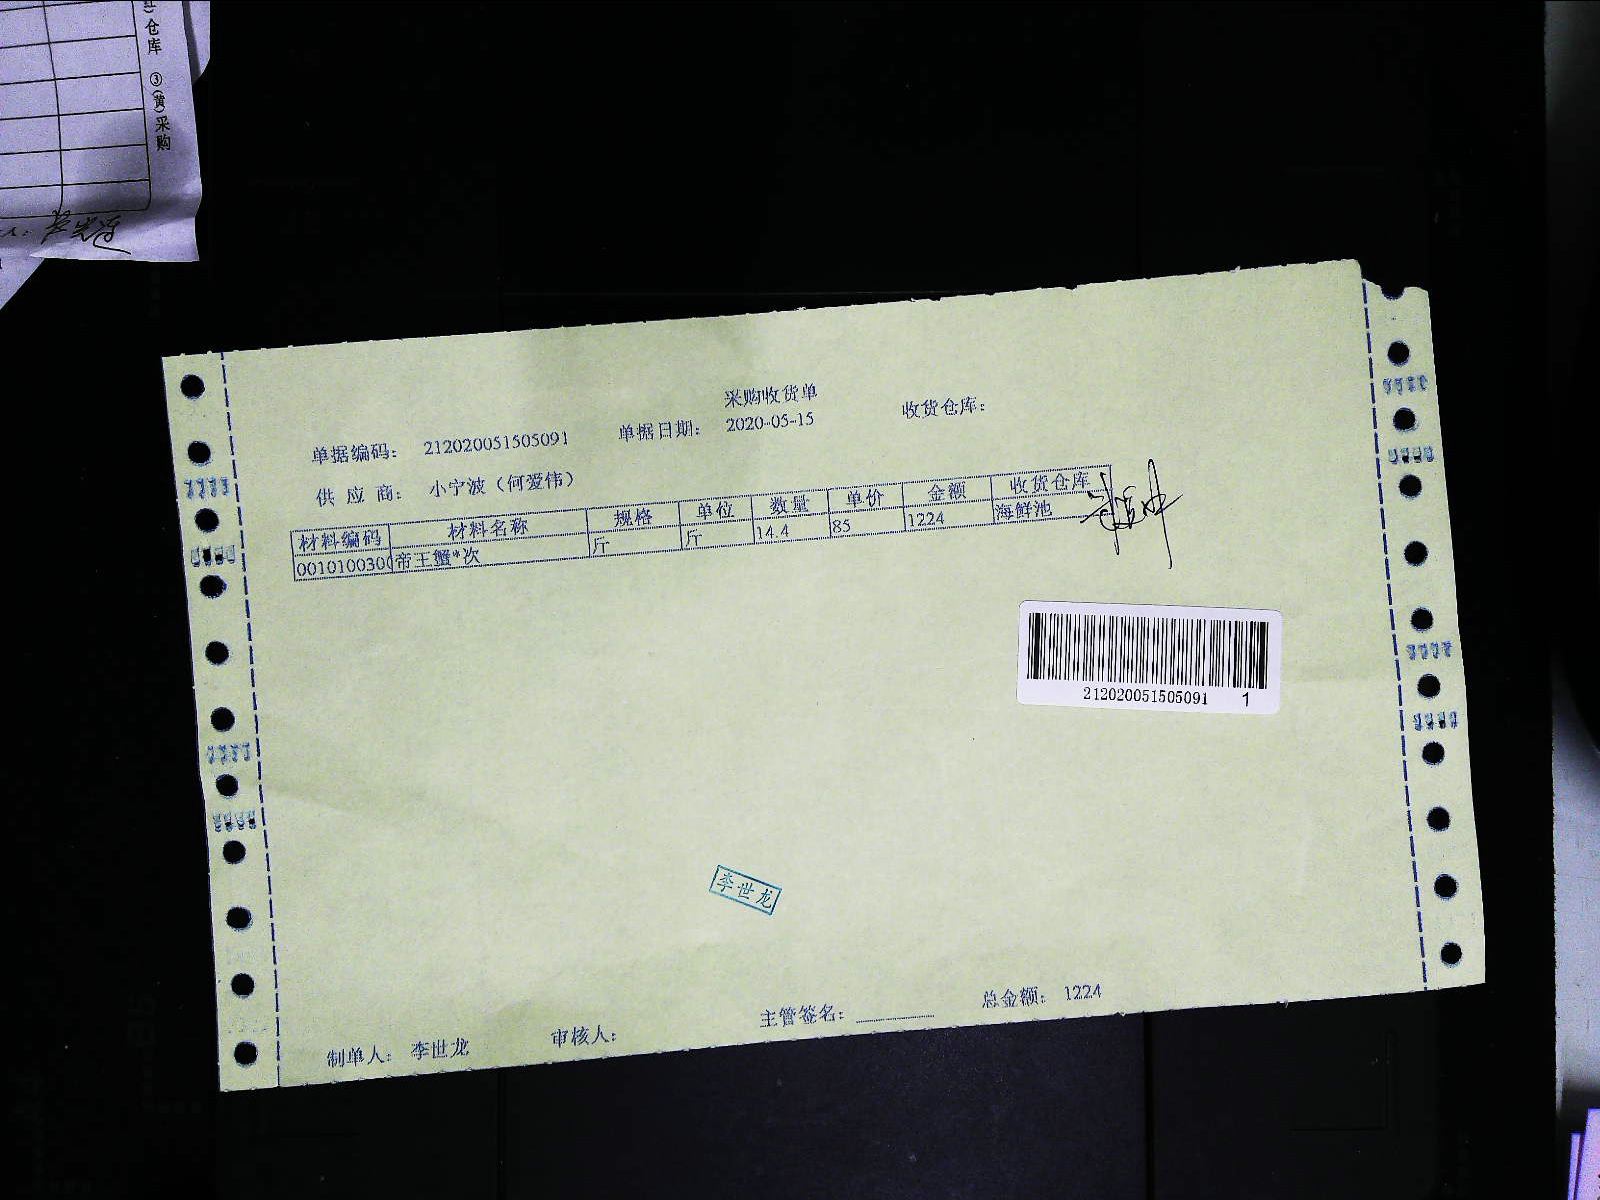 仓库 ③(黄)采购
人:
采购收货单
单据编码: 212020051505091 单据日期: 2020-05-15 收货仓库:
供 应 商: 小宁波（何爱伟）
材料编码 材料名称 规格 单位 数量 单价 金额 收货仓库
0010100300 帝王蟹*次 斤 斤 14.4 85 1224 海鲜池
212020051505091 1
李世龙
制单人: 李世龙 审核人: 主管签名: 总金额: 1224